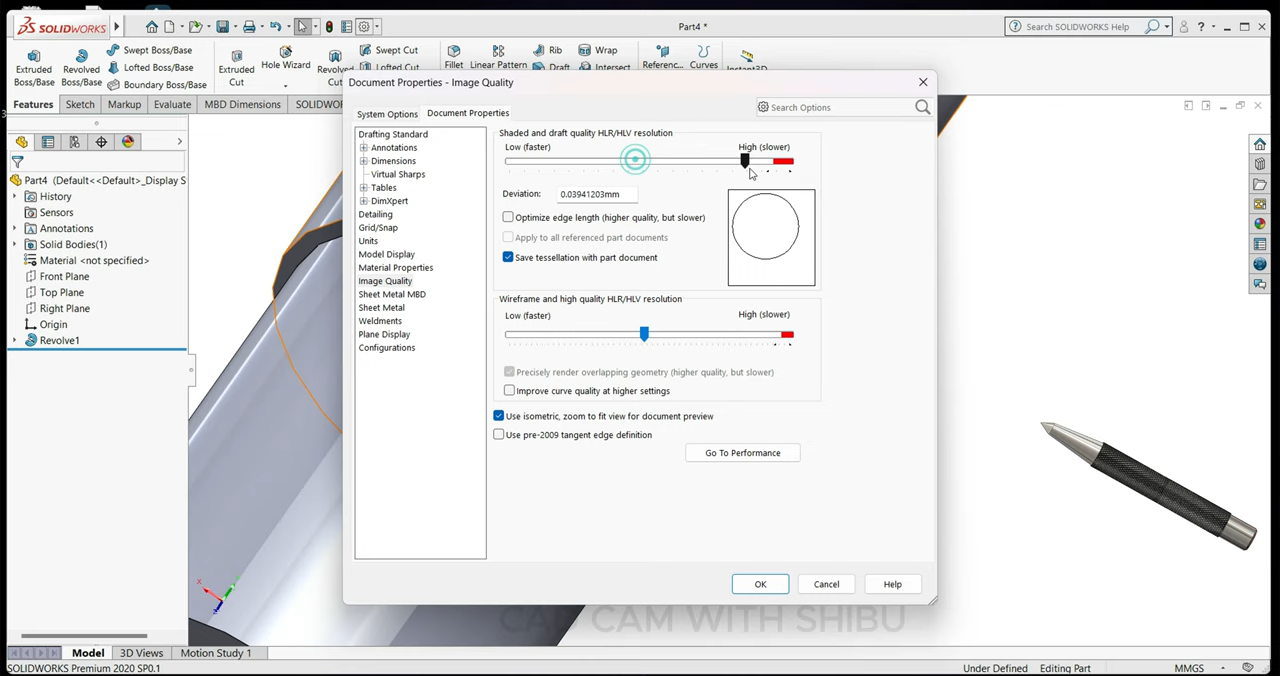 SOLIDWORKS
Part4 *
Search SOLIDWORKS Help
Extruded Boss/Base
Revolved Boss/Base
Swept Boss/Base
Lofted Boss/Base
Boundary Boss/Base
Extruded Cut
Hole Wizard
Revolved Cut
Swept Cut
Lofted Cut
Fillet
Linear Pattern
Rib
Draft
Wrap
Intersect
Referenc...
Curves
Instant3D
Features
Sketch
Markup
Evaluate
MBD Dimensions
SOLIDWO
Part4 (Default<<Default>_Display S
History
Sensors
Annotations
Solid Bodies(1)
Material <not specified>
Front Plane
Top Plane
Right Plane
Origin
Revolve1
Document Properties - Image Quality
System Options
Document Properties
Search Options
Drafting Standard
Annotations
Dimensions
Virtual Sharps
Tables
DimXpert
Detailing
Grid/Snap
Units
Model Display
Material Properties
Image Quality
Sheet Metal MBD
Sheet Metal
Weldments
Plane Display
Configurations
Shaded and draft quality HLR/HLV resolution
Low (faster)
High (slower)
Deviation:
0.03941203mm
Optimize edge length (higher quality, but slower)
Apply to all referenced part documents
Save tessellation with part document
Wireframe and high quality HLR/HLV resolution
Low (faster)
High (slower)
Precisely render overlapping geometry (higher quality, but slower)
Improve curve quality at higher settings
Use isometric, zoom to fit view for document preview
Use pre-2009 tangent edge definition
Go To Performance
OK
Cancel
Help
CAD CAM WITH SHIBU
Model
3D Views
Motion Study 1
SOLIDWORKS Premium 2020 SP0.1
Under Defined
Editing Part
MMGS